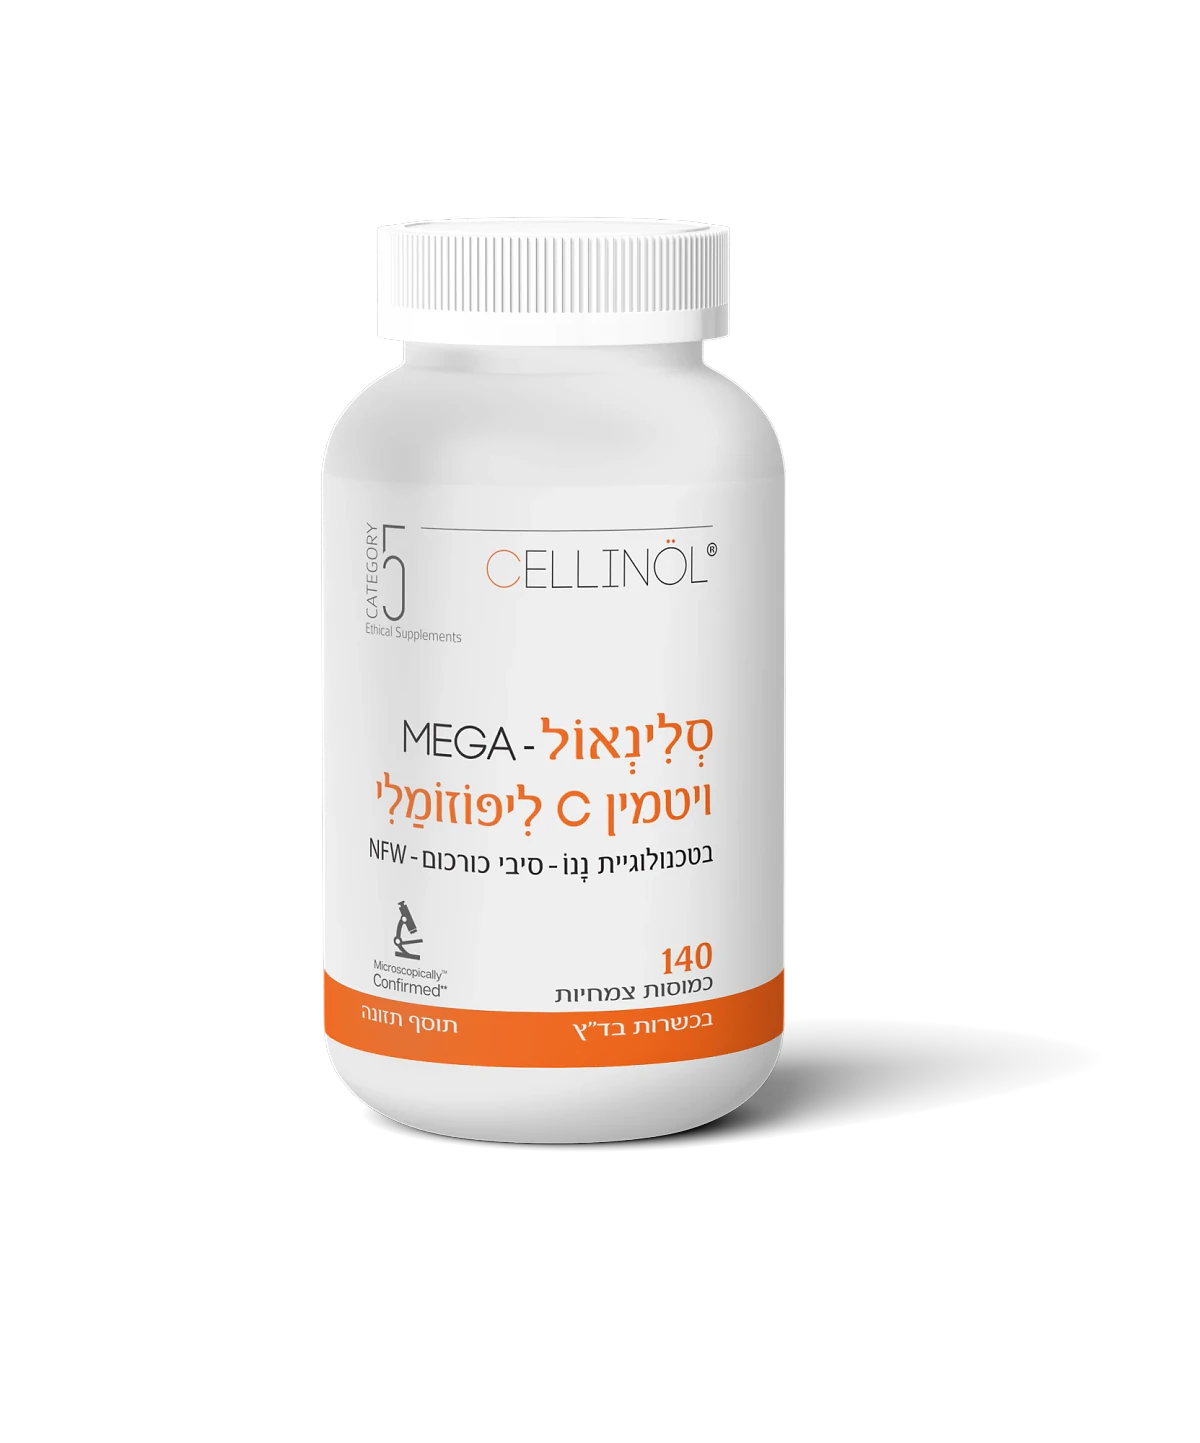 CATEGORY 5
Ethical Supplements
CELLINÖL®
סְלִינְאוֹל - MEGA
ויטמין C לִיפּוֹזוֹמַלִי
בטכנולוגיית נָנוֹ - סיבי כורכום - NFW
Microscopically™
Confirmed**
140
כמוסות צמחיות
בכשרות בד"ץ
תוסף תזונה